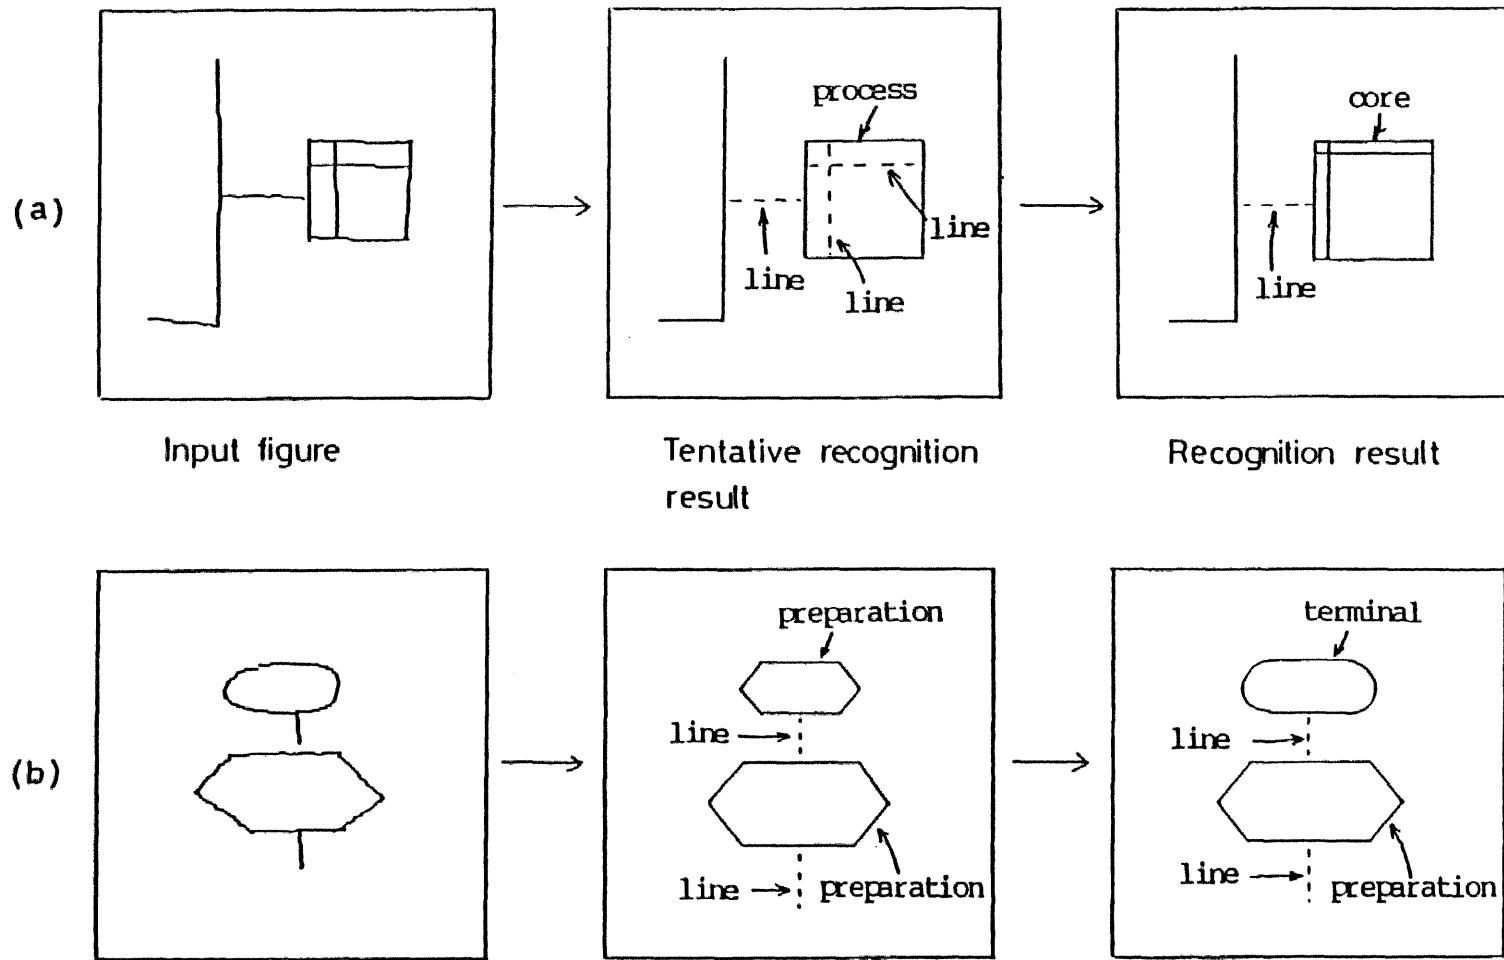 (a)
process
line
line
line
core
line
Input figure
Tentative recognition
result
Recognition result
(b)
preparation
line
line
preparation
terminal
line
line
preparation